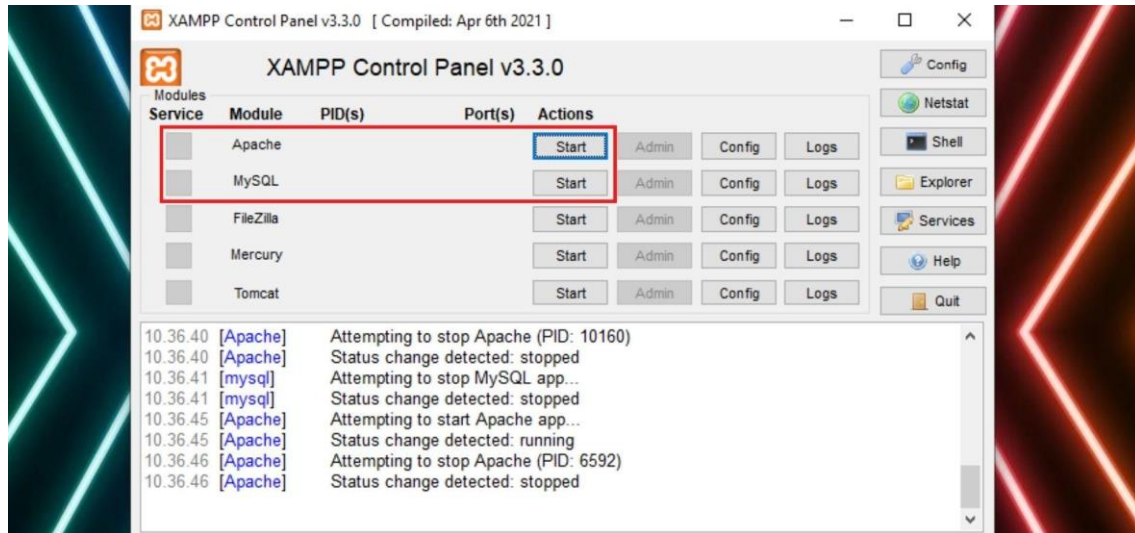 XAMPP Control Panel v3.3.0 [ Compiled: Apr 6th 2021 ]
XAMPP Control Panel v3.3.0
Config
Netstat
Shell
Explorer
Services
Help
Quit
Modules
Service Module PID(s) Port(s) Actions
Apache Start Admin Config Logs
MySQL Start Admin Config Logs
FileZilla Start Admin Config Logs
Mercury Start Admin Config Logs
Tomcat Start Admin Config Logs
10.36.40 [Apache] Attempting to stop Apache (PID: 10160)
10.36.40 [Apache] Status change detected: stopped
10.36.41 [mysql] Attempting to stop MySQL app...
10.36.41 [mysql] Status change detected: stopped
10.36.45 [Apache] Attempting to start Apache app...
10.36.45 [Apache] Status change detected: running
10.36.46 [Apache] Attempting to stop Apache (PID: 6592)
10.36.46 [Apache] Status change detected: stopped